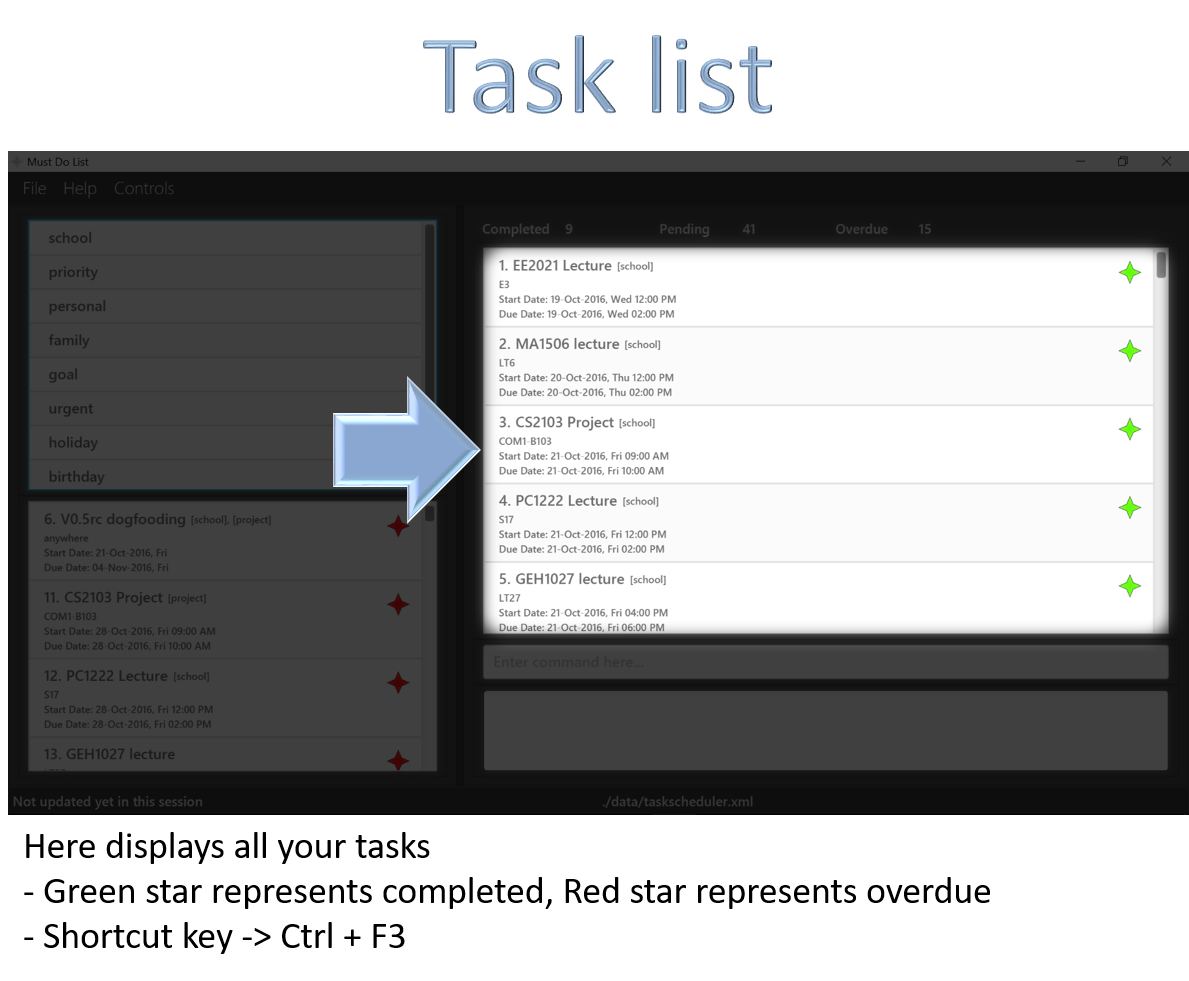 Task list
Must Do List
File Help Controls
school
priority
personal
family
goal
urgent
holiday
birthday
6. V0.5rc dogfooding [school], [project]
anywhere
Start Date: 21-Oct-2016, Fri
Due Date: 04-Nov-2016, Fri
11. CS2103 Project [project]
COM1-B103
Start Date: 28-Oct-2016, Fri 09:00 AM
Due Date: 28-Oct-2016, Fri 10:00 AM
12. PC1222 Lecture [school]
S17
Start Date: 28-Oct-2016, Fri 12:00 PM
Due Date: 28-Oct-2016, Fri 02:00 PM
13. GEH1027 lecture
Completed 9 Pending 41 Overdue 15
1. EE2021 Lecture [school]
E3
Start Date: 19-Oct-2016, Wed 12:00 PM
Due Date: 19-Oct-2016, Wed 02:00 PM
2. MA1506 lecture [school]
LT6
Start Date: 20-Oct-2016, Thu 12:00 PM
Due Date: 20-Oct-2016, Thu 02:00 PM
3. CS2103 Project [school]
COM1-B103
Start Date: 21-Oct-2016, Fri 09:00 AM
Due Date: 21-Oct-2016, Fri 10:00 AM
4. PC1222 Lecture [school]
S17
Start Date: 21-Oct-2016, Fri 12:00 PM
Due Date: 21-Oct-2016, Fri 02:00 PM
5. GEH1027 lecture [school]
LT27
Start Date: 21-Oct-2016, Fri 04:00 PM
Due Date: 21-Oct-2016, Fri 06:00 PM
Enter command here...
Not updated yet in this session
./data/taskscheduler.xml
Here displays all your tasks
- Green star represents completed, Red star represents overdue
- Shortcut key -> Ctrl + F3